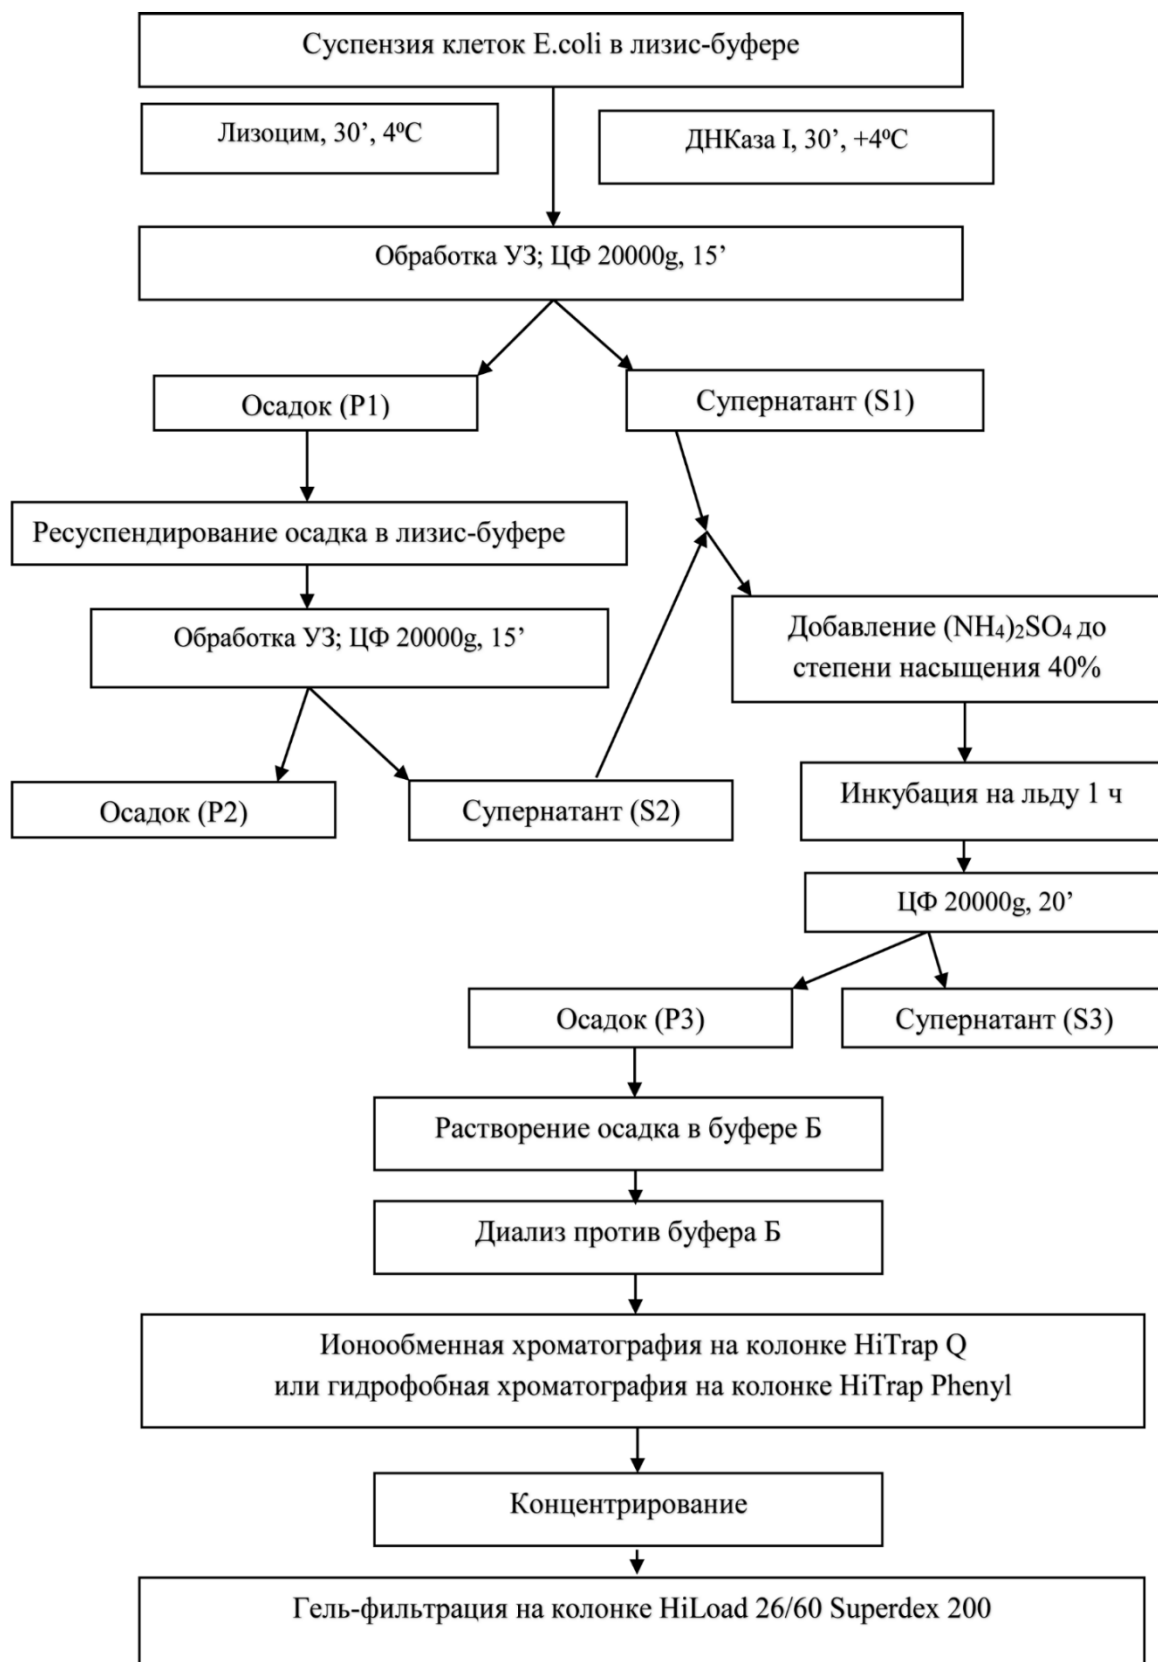 Суспензия клеток E.coli в лизис-буфере
Лизоцим, 30’, 4⁰С
ДНКаза I, 30’, +4⁰С
Обработка УЗ; ЦФ 20000g, 15’
Осадок (P1)
Супернатант (S1)
Ресуспендирование осадка в лизис-буфере
Обработка УЗ; ЦФ 20000g, 15’
Добавление (NH₄)₂SO₄ до
степени насыщения 40%
Осадок (P2)
Супернатант (S2)
Инкубация на льду 1 ч
ЦФ 20000g, 20’
Осадок (P3)
Супернатант (S3)
Растворение осадка в буфере Б
Диализ против буфера Б
Ионообменная хроматография на колонке HiTrap Q
или гидрофобная хроматография на колонке HiTrap Phenyl
Концентрирование
Гель-фильтрация на колонке HiLoad 26/60 Superdex 200